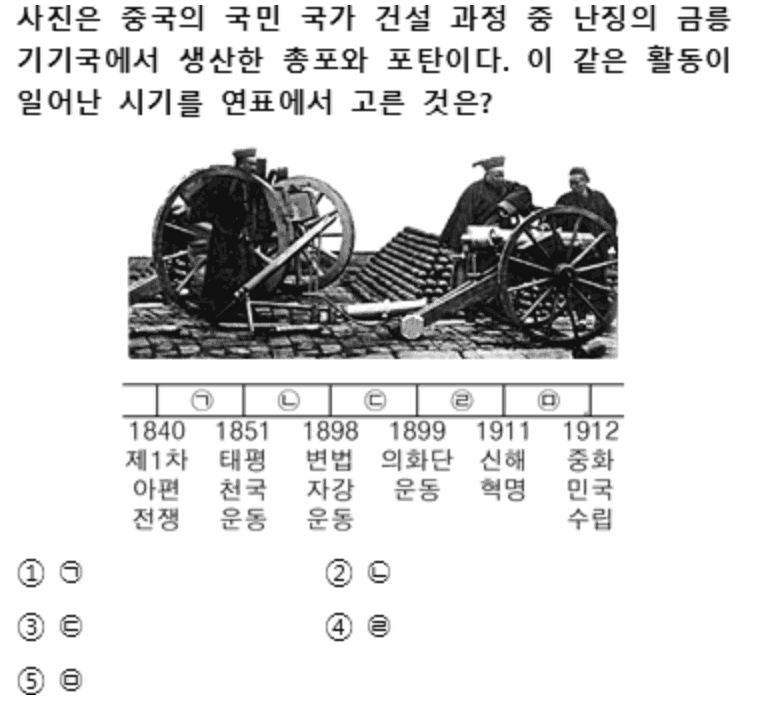 사진은 중국의 국민 국가 건설 과정 중 난징의 금릉
기기국에서 생산한 총포와 포탄이다. 이 같은 활동이
일어난 시기를 연표에서 고른 것은?
㉠ ㉡ ㉢ ㉣ ㉤
1840 1851 1898 1899 1911 1912
제1차 태평 변법 의화단 신해 중화
아편 천국 자강 운동 혁명 민국
전쟁 운동 운동 수립
① ㉠ ② ㉡
③ ㉢ ④ ㉣
⑤ ㉤